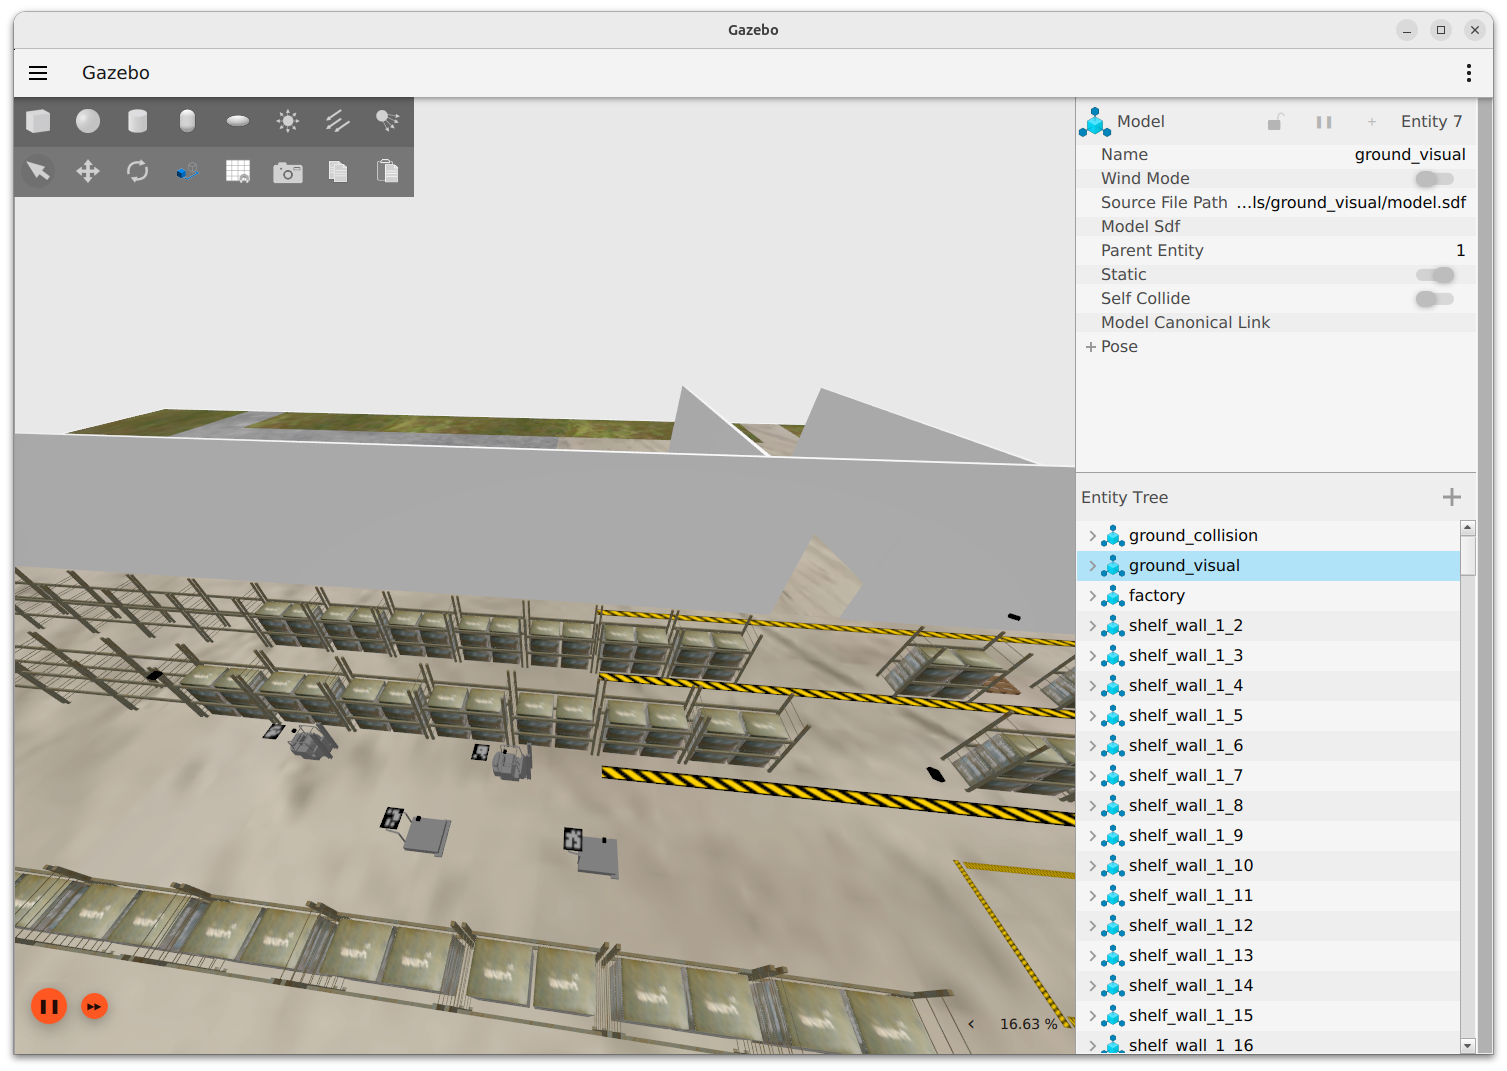 Gazebo
Gazebo
Model
Entity 7
Name ground_visual
Wind Mode
Source File Path ...ls/ground_visual/model.sdf
Model Sdf
Parent Entity 1
Static
Self Collide
Model Canonical Link
Pose
Entity Tree
ground_collision
ground_visual
factory
shelf_wall_1_2
shelf_wall_1_3
shelf_wall_1_4
shelf_wall_1_5
shelf_wall_1_6
shelf_wall_1_7
shelf_wall_1_8
shelf_wall_1_9
shelf_wall_1_10
shelf_wall_1_11
shelf_wall_1_12
shelf_wall_1_13
shelf_wall_1_14
shelf_wall_1_15
shelf_wall_1_16
16.63 %